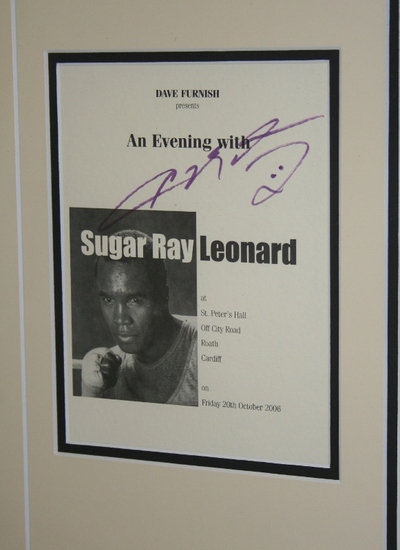 DAVE FURNISH
presents
An Evening with
Sugar Ray Leonard
at
St. Peter's Hall
Off City Road
Roath
Cardiff
on
Friday 20th October 2006